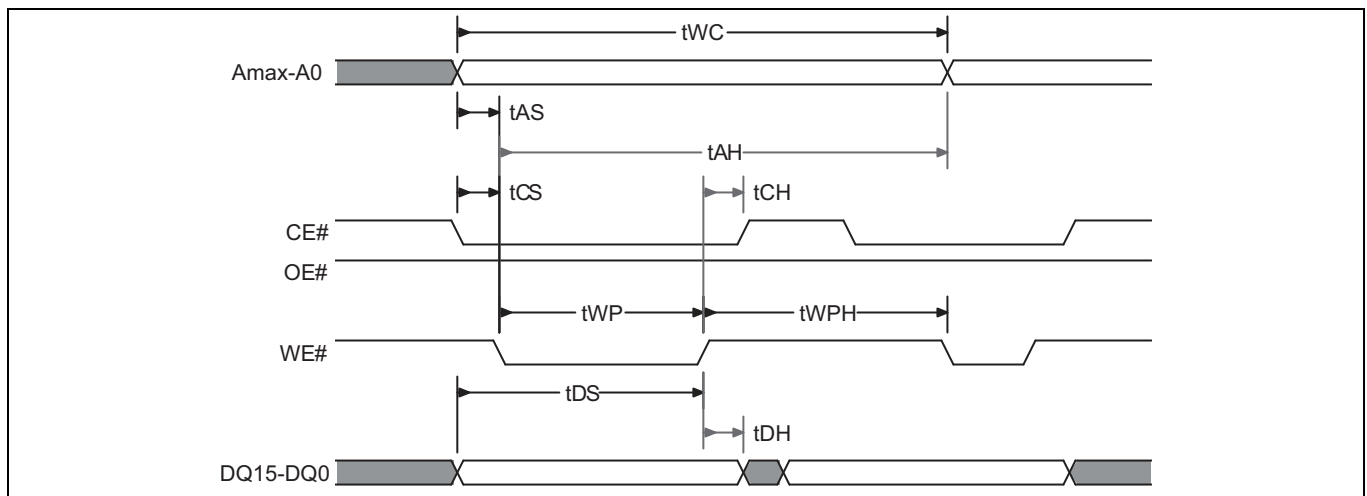 tWC
Amax-A0
tAS
tAH
tCS
tCH
CE#
OE#
tWP
tWPH
WE#
tDS
tDH
DQ15-DQ0